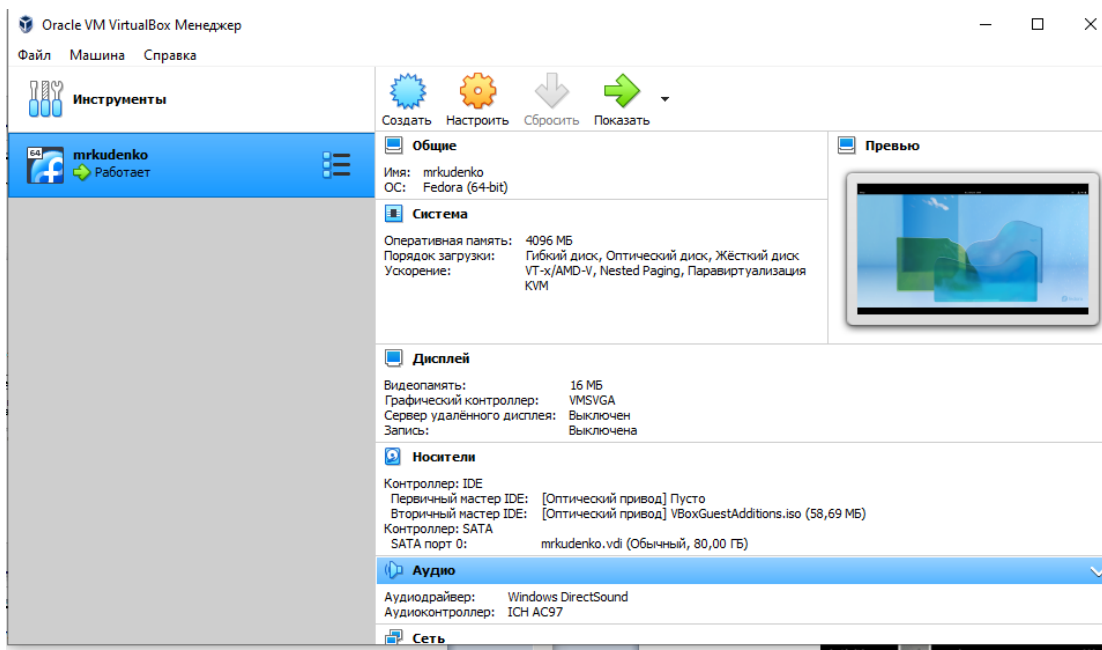 Oracle VM VirtualBox Менеджер
Файл Машина Справка
Инструменты
Создать Настроить Сбросить Показать
64 mrkudenko
Работает
Общие
Имя: mrkudenko
ОС: Fedora (64-bit)
Превью
Система
Оперативная память: 4096 МБ
Порядок загрузки: Гибкий диск, Оптический диск, Жёсткий диск
Ускорение: VT-x/AMD-V, Nested Paging, Паравиртуализация
KVM
Дисплей
Видеопамять: 16 МБ
Графический контроллер: VMSVGA
Сервер удалённого дисплея: Выключен
Запись: Выключена
Носители
Контроллер: IDE
Первичный мастер IDE: [Оптический привод] Пусто
Вторичный мастер IDE: [Оптический привод] VBoxGuestAdditions.iso (58,69 МБ)
Контроллер: SATA
SATA порт 0: mrkudenko.vdi (Обычный, 80,00 ГБ)
Аудио
Аудиодрайвер: Windows DirectSound
Аудиоконтроллер: ICH AC97
Сеть